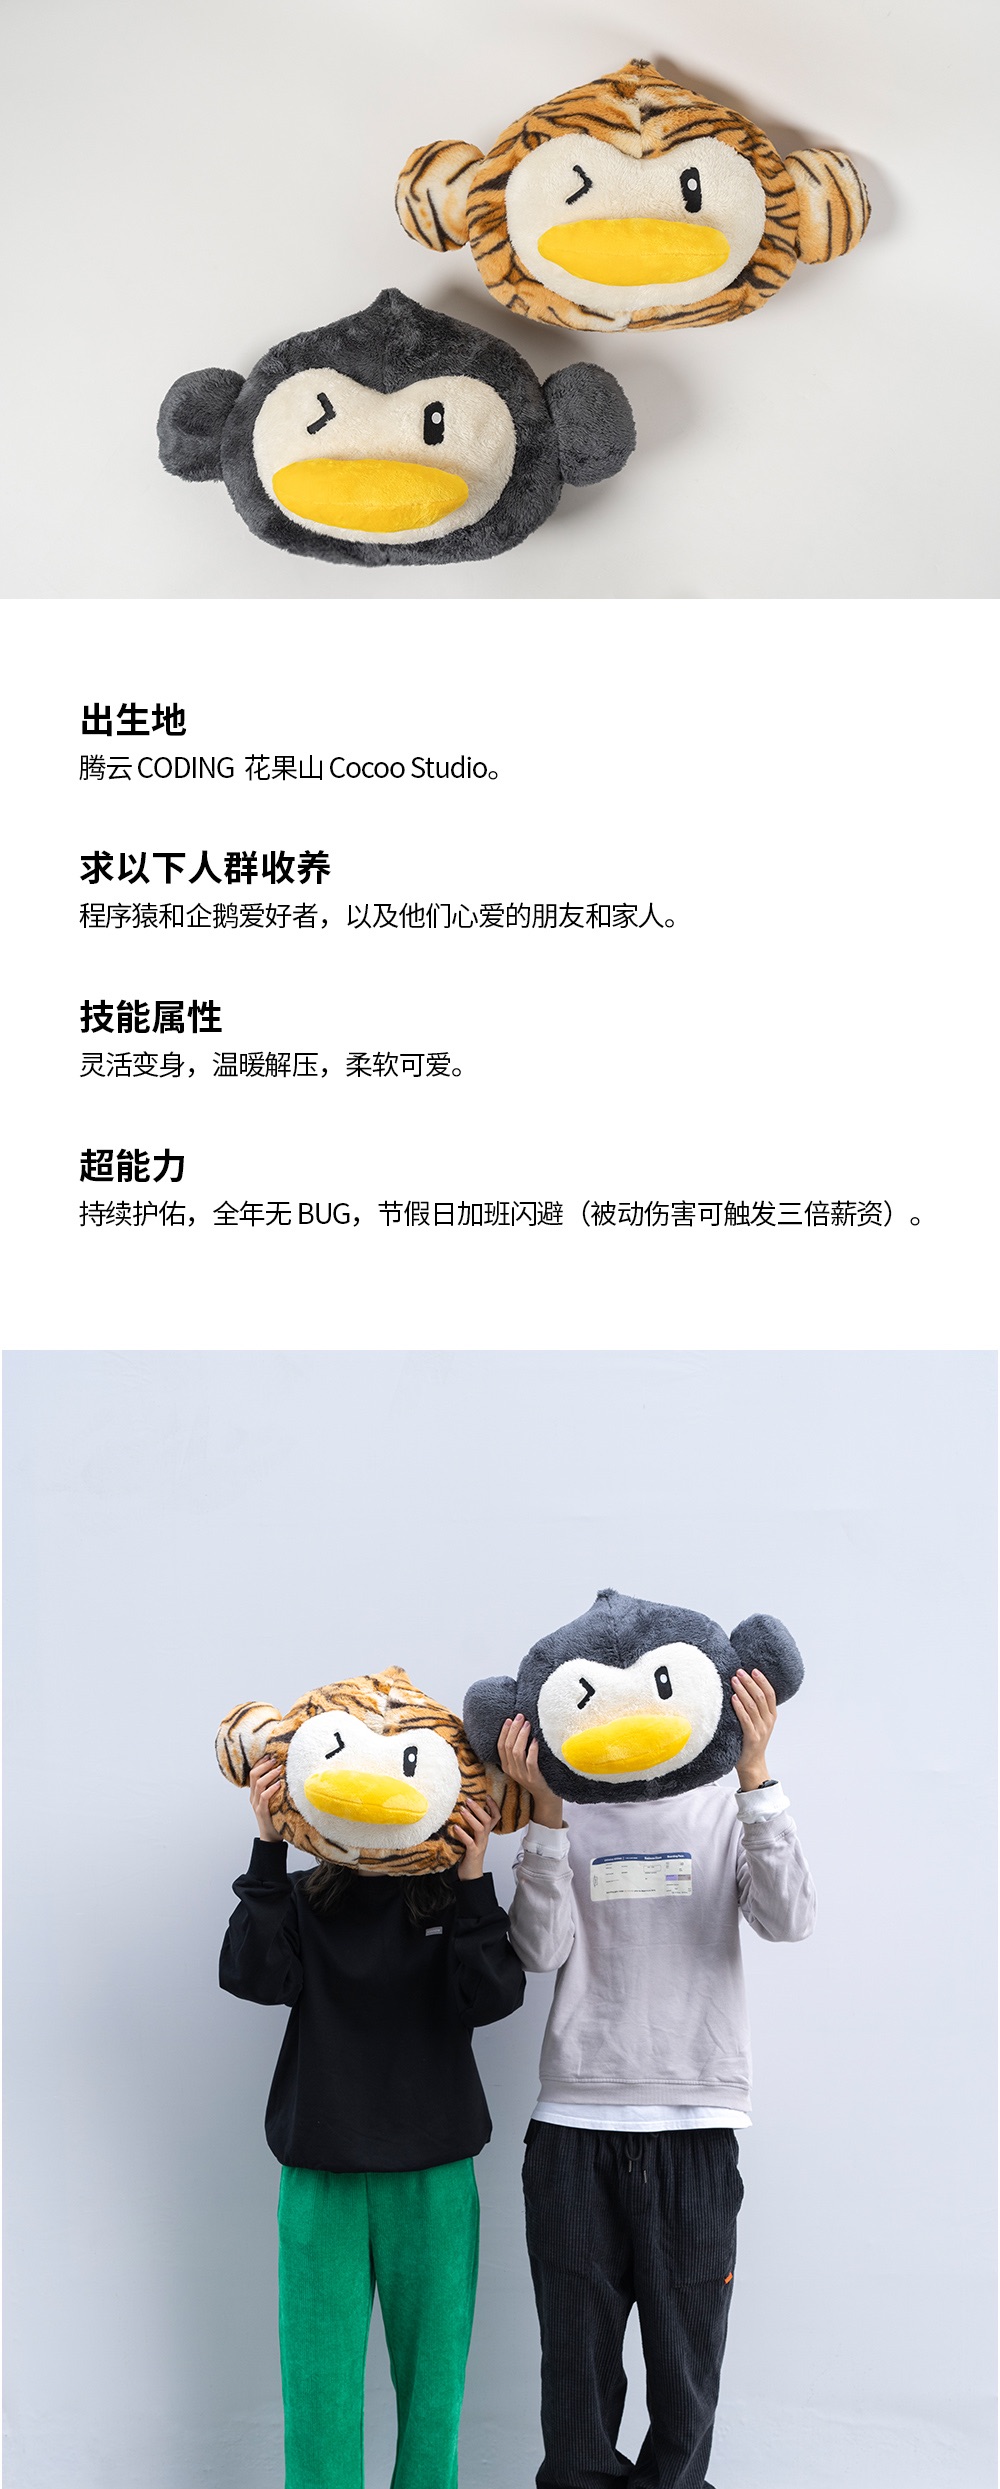 出生地
腾云 CODING 花果山 Cocoo Studio。
求以下人群收养
程序猿和企鹅爱好者，以及他们心爱的朋友和家人。
技能属性
灵活变身，温暖解压，柔软可爱。
超能力
持续护佑，全年无 BUG，节假日加班闪避（被动伤害可触发三倍薪资）。